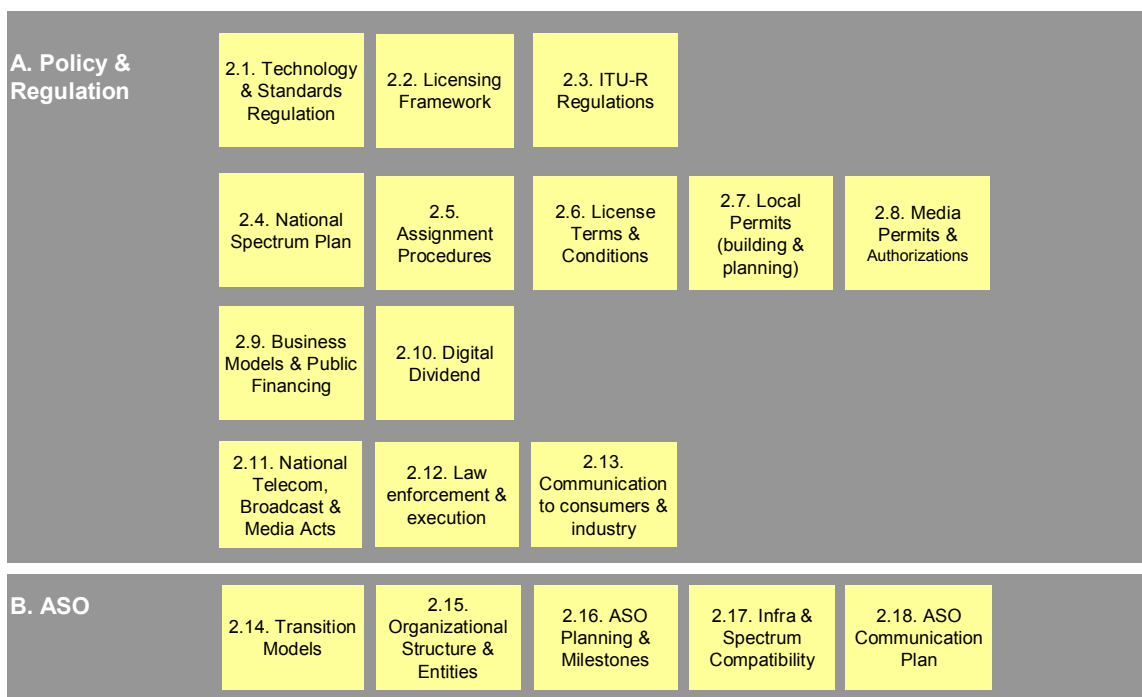 A. Policy &
Regulation
2.1. Technology
& Standards
Regulation
2.2. Licensing
Framework
2.3. ITU-R
Regulations
2.4. National
Spectrum Plan
2.5.
Assignment
Procedures
2.6. License
Terms &
Conditions
2.7. Local
Permits
(building &
planning)
2.8. Media
Permits &
Authorizations
2.9. Business
Models & Public
Financing
2.10. Digital
Dividend
2.11. National
Telecom,
Broadcast &
Media Acts
2.12. Law
enforcement &
execution
2.13.
Communication
to consumers &
industry
B. ASO
2.14. Transition
Models
2.15.
Organizational
Structure &
Entities
2.16. ASO
Planning &
Milestones
2.17. Infra &
Spectrum
Compatibility
2.18. ASO
Communication
Plan